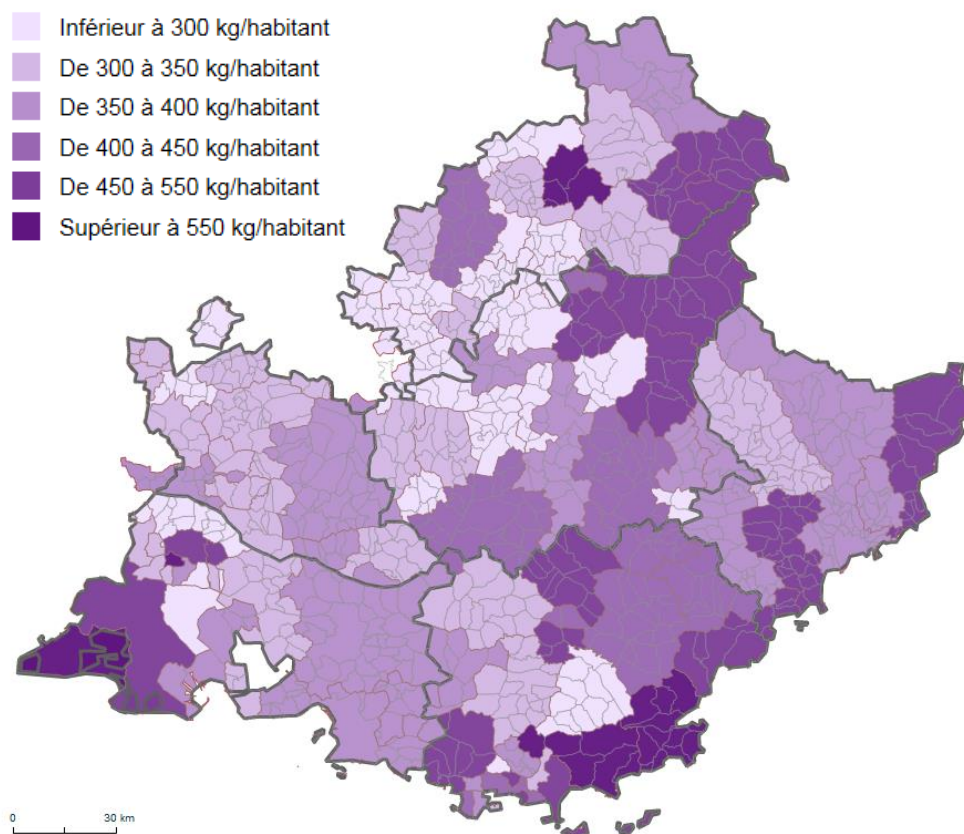 Inférieur à 300 kg/habitant
De 300 à 350 kg/habitant
De 350 à 400 kg/habitant
De 400 à 450 kg/habitant
De 450 à 550 kg/habitant
Supérieur à 550 kg/habitant
0 30 km